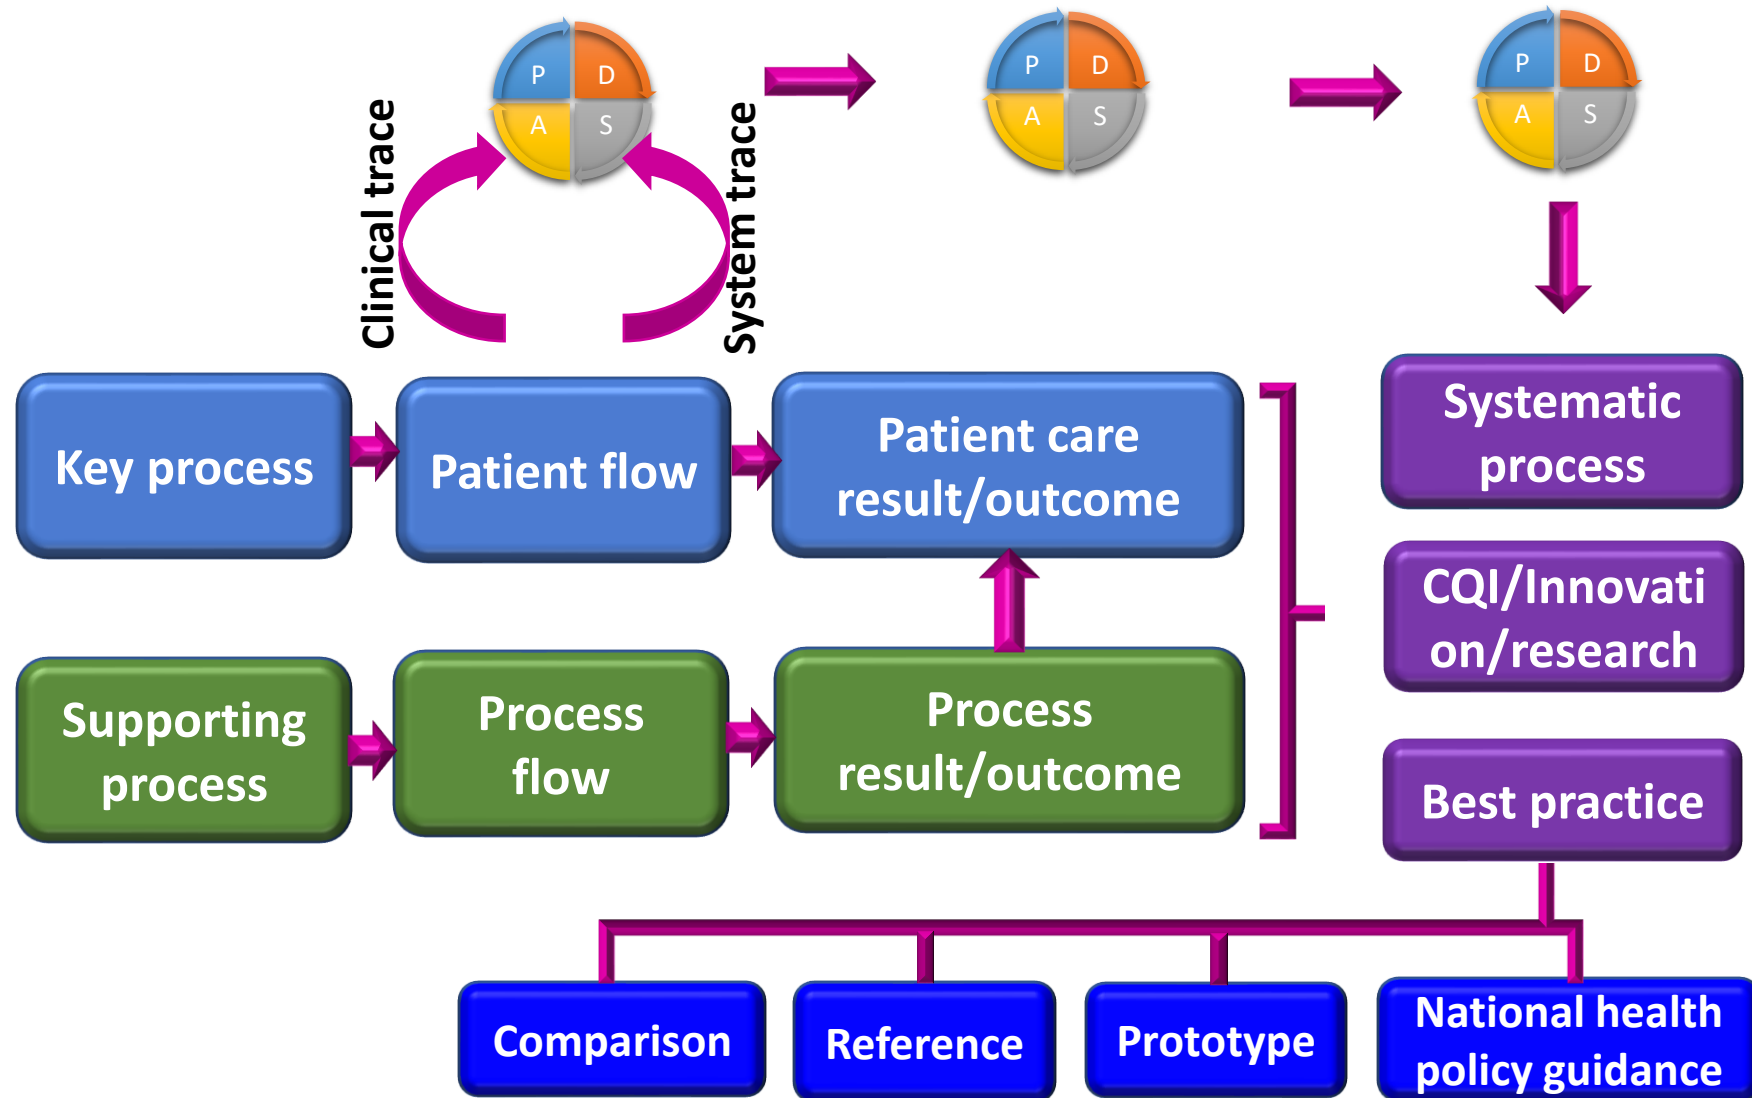 P D
A S
P D
A S
P D
A S
Clinical trace
System trace
Key process
Patient flow
Patient care
result/outcome
Systematic
process
Supporting
process
Process
flow
Process
result/outcome
CQI/Innovati
on/research
Best practice
Comparison
Reference
Prototype
National health
policy guidance